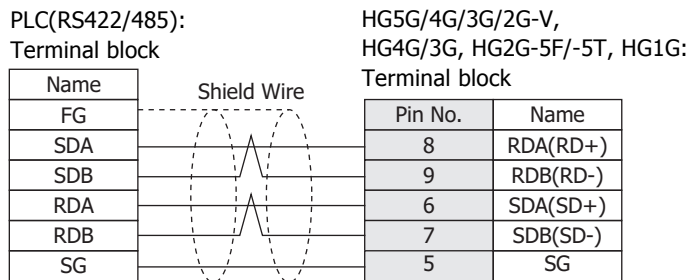 PLC(RS422/485):
Terminal block
HG5G/4G/3G/2G-V,
HG4G/3G, HG2G-5F/-5T, HG1G:
Terminal block
Name
Shield Wire
Pin No. Name
FG
SDA 8 RDA(RD+)
SDB 9 RDB(RD-)
RDA 6 SDA(SD+)
RDB 7 SDB(SD-)
SG 5 SG